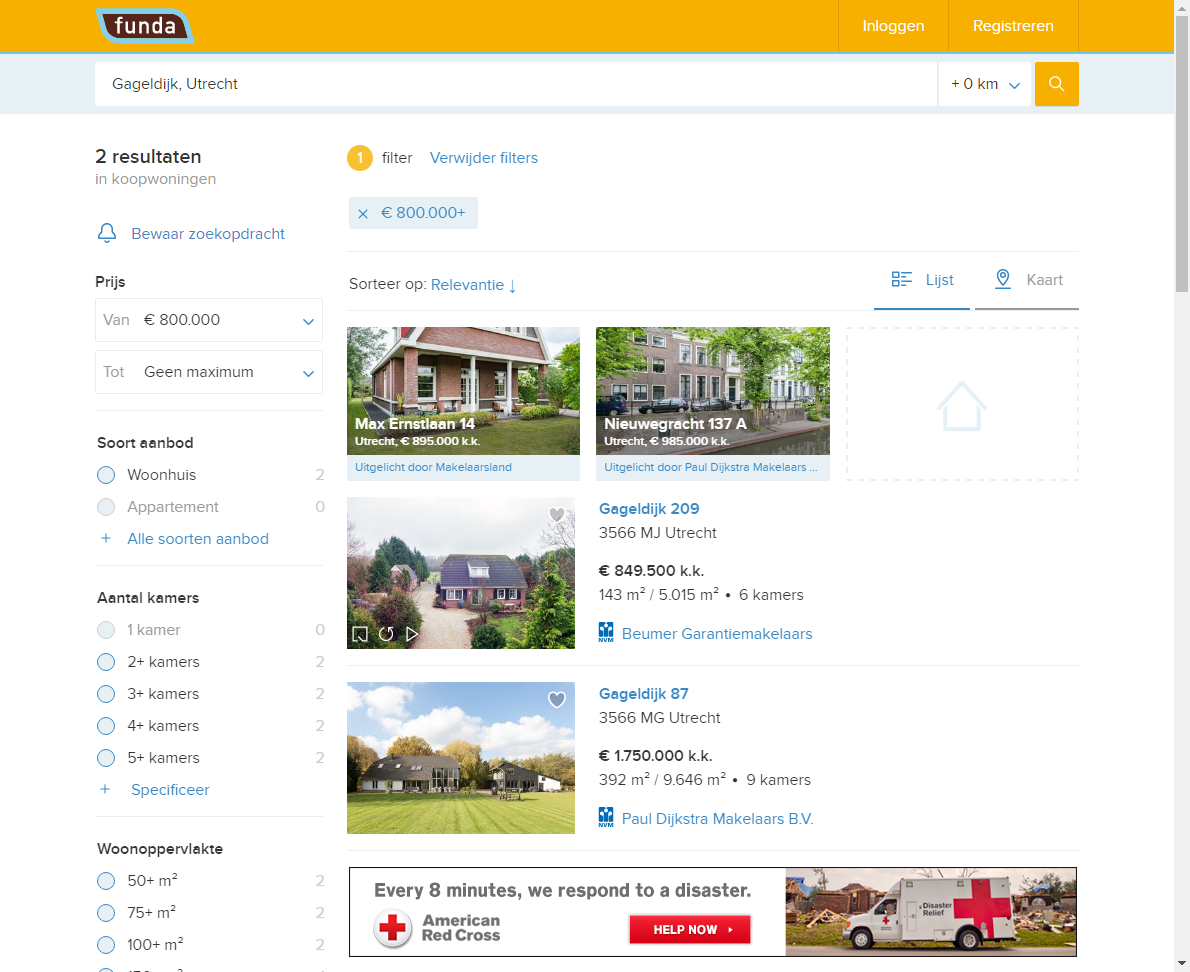 funda
Inloggen
Registreren
Gageldijk, Utrecht
+ 0 km
2 resultaten
in koopwoningen
Bewaar zoekopdracht
Prijs
Van € 800.000
Tot Geen maximum
Soort aanbod
Woonhuis 2
Appartement 0
+ Alle soorten aanbod
Aantal kamers
1 kamer 0
2+ kamers 2
3+ kamers 2
4+ kamers 2
5+ kamers 2
+ Specificeer
Woonoppervlakte
50+ m² 2
75+ m² 2
100+ m² 2
1 filter Verwijder filters
× € 800.000+
Sorteer op: Relevantie ↓
Lijst
Kaart
Max Ernstlaan 14
Utrecht, € 895.000 k.k.
Uitgelicht door Makelaarsland
Nieuwegracht 137 A
Utrecht, € 985.000 k.k.
Uitgelicht door Paul Dijkstra Makelaars ...
Gageldijk 209
3566 MJ Utrecht
€ 849.500 k.k.
143 m² / 5.015 m² • 6 kamers
NVM Beumer Garantiemakelaars
Gageldijk 87
3566 MG Utrecht
€ 1.750.000 k.k.
392 m² / 9.646 m² • 9 kamers
NVM Paul Dijkstra Makelaars B.V.
Every 8 minutes, we respond to a disaster.
American
Red Cross
HELP NOW
Disaster
Relief